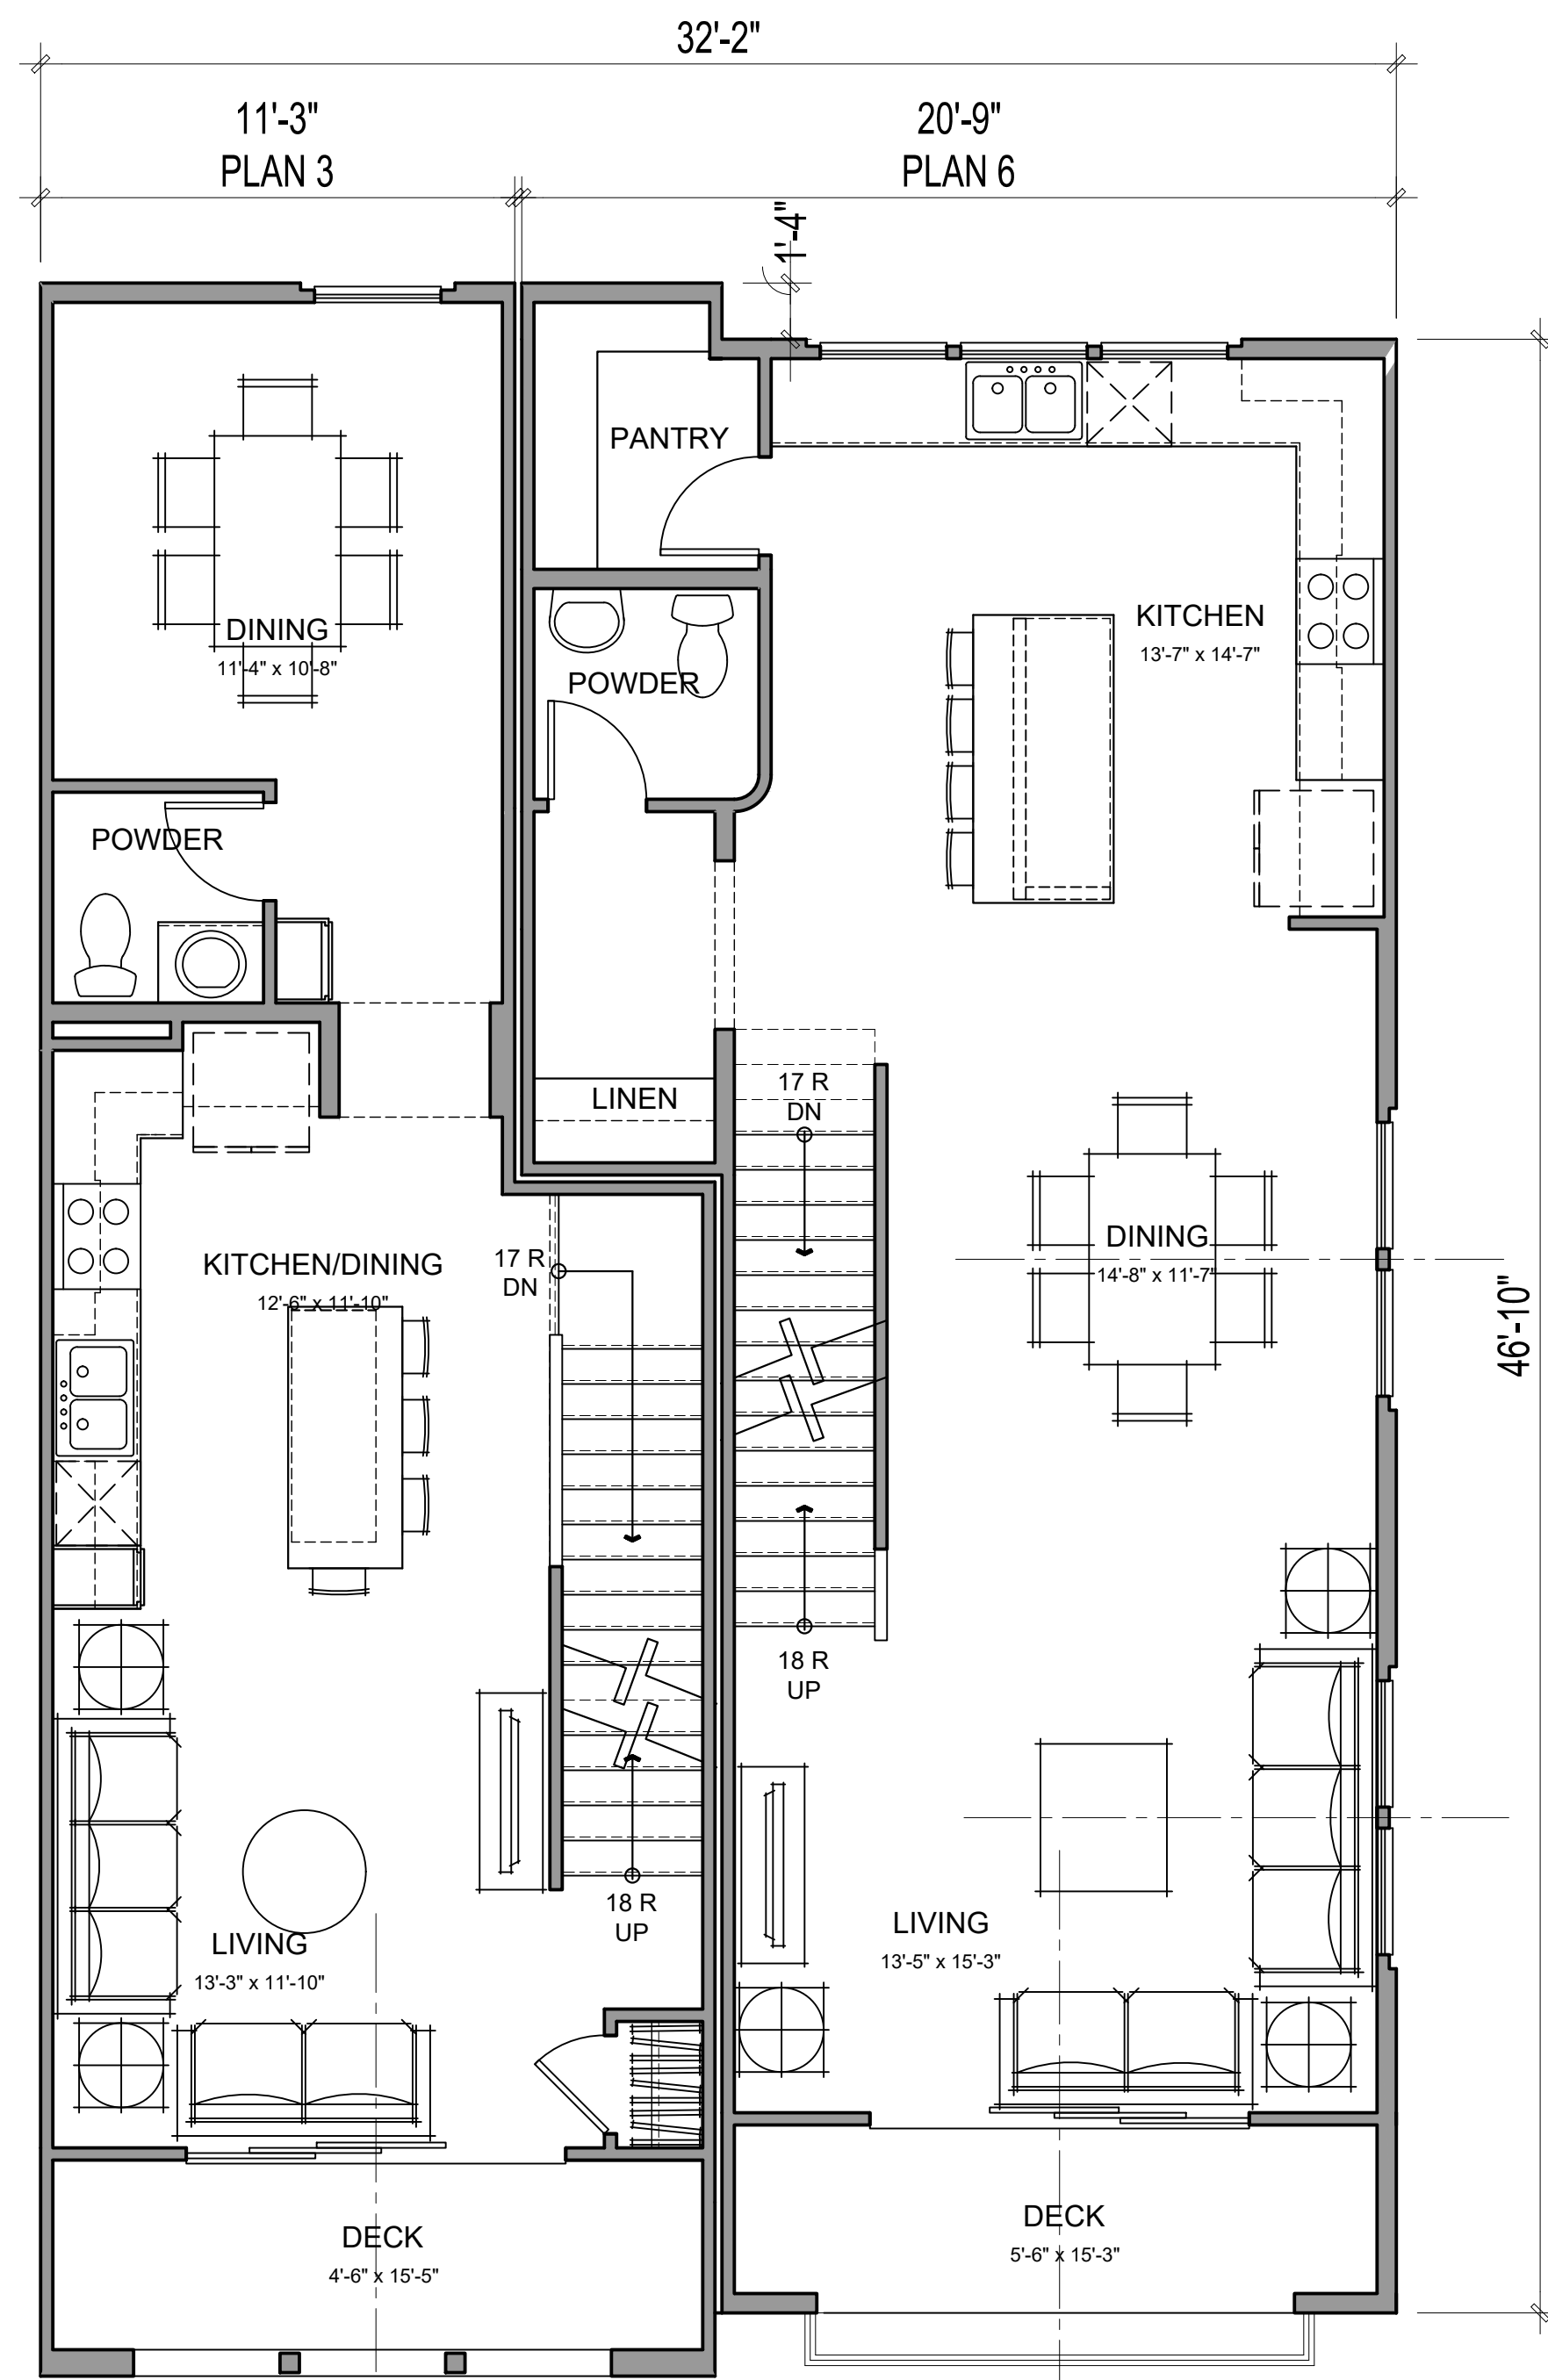 32'-2"
11'-3"
PLAN 3
20'-9"
PLAN 6
1'-4"
PANTRY
KITCHEN
13'-7" x 14'-7"
DINING
11'-4" x 10'-8"
POWDER
POWDER
LINEN
17 R
DN
DINING
14'-8" x 11'-7"
46'-10"
KITCHEN/DINING
12'-6" x 11'-10"
17 R
DN
18 R
UP
18 R
UP
LIVING
13'-5" x 15'-3"
LIVING
13'-3" x 11'-10"
DECK
5'-6" x 15'-3"
DECK
4'-6" x 15'-5"